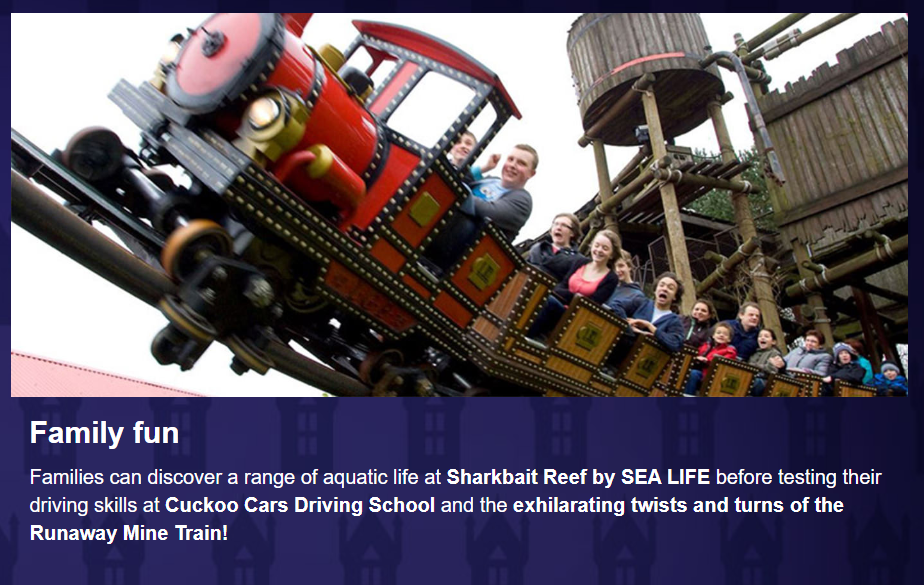 Family fun
Families can discover a range of aquatic life at Sharkbait Reef by SEA LIFE before testing their
driving skills at Cuckoo Cars Driving School and the exhilarating twists and turns of the
Runaway Mine Train!